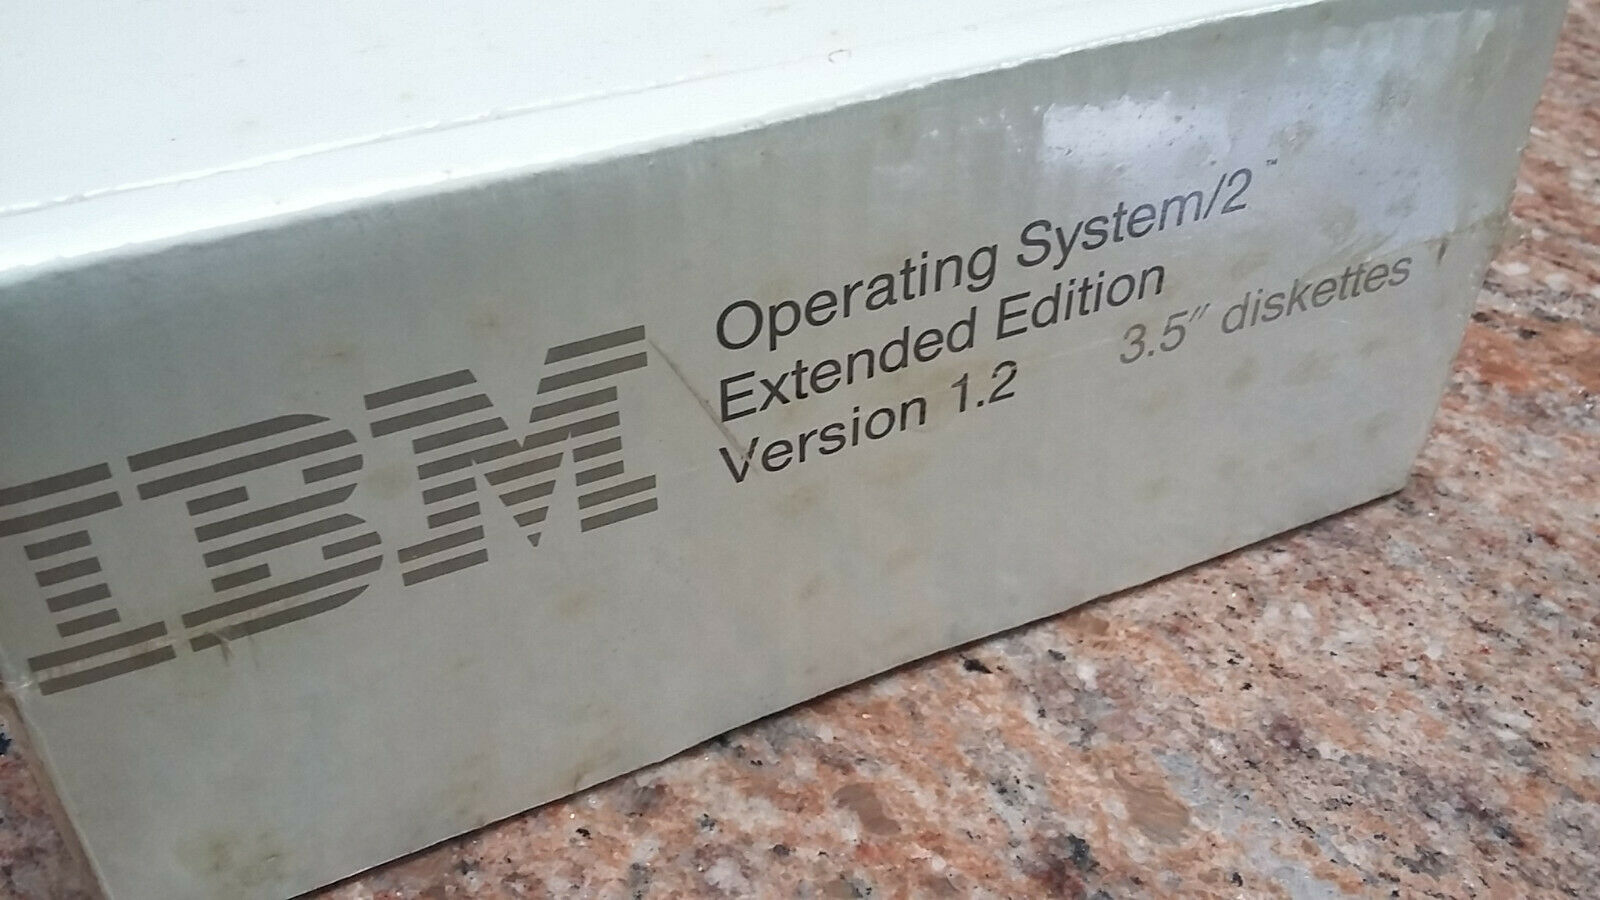 IBM
Operating System/2™
Extended Edition
Version 1.2 3.5″ diskettes